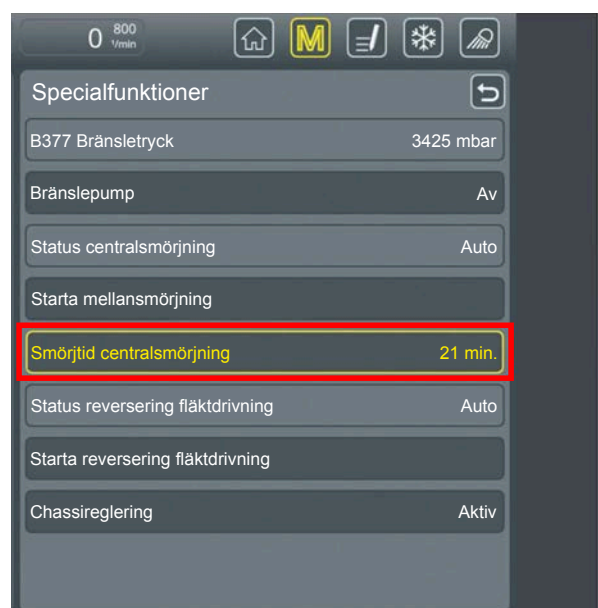 0 800 1/min M
Specialfunktioner
B377 Bränsletryck 3425 mbar
Bränslepump Av
Status centralsmörjning Auto
Starta mellansmörjning
Smörjtid centralsmörjning 21 min.
Status reversering fläktdrivning Auto
Starta reversering fläktdrivning
Chassireglering Aktiv